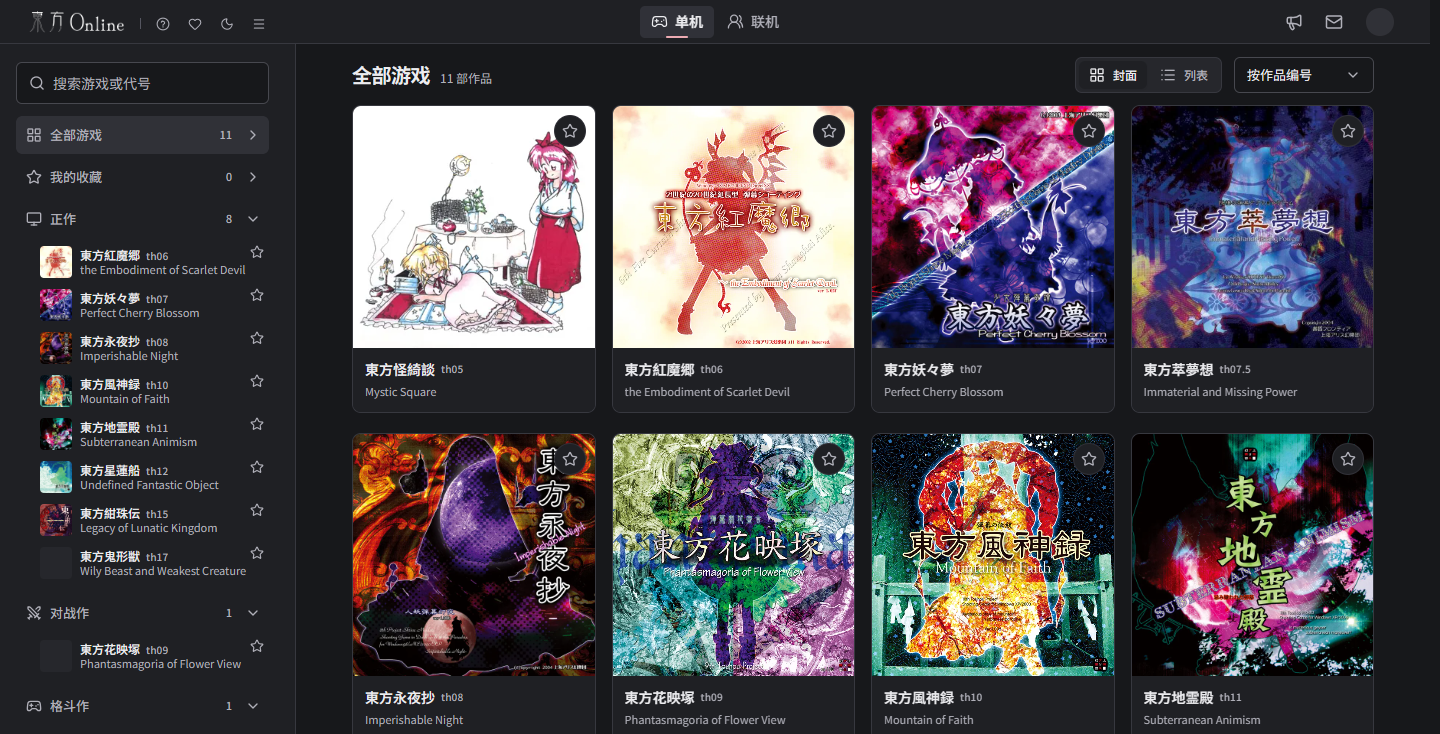 東方Online
单机
联机
搜索游戏或代号
全部游戏 11
我的收藏 0
正作 8
東方紅魔郷 th06
the Embodiment of Scarlet Devil
東方妖々夢 th07
Perfect Cherry Blossom
東方永夜抄 th08
Imperishable Night
東方風神録 th10
Mountain of Faith
東方地霊殿 th11
Subterranean Animism
東方星蓮船 th12
Undefined Fantastic Object
東方紺珠伝 th15
Legacy of Lunatic Kingdom
東方鬼形獣 th17
Wily Beast and Weakest Creature
对战作 1
東方花映塚 th09
Phantasmagoria of Flower View
格斗作 1
全部游戏 11 部作品
封面
列表
按作品编号
東方怪綺談 th05
Mystic Square
東方紅魔郷
the Embodiment of Scarlet Devil
東方紅魔郷 th06
the Embodiment of Scarlet Devil
東方妖々夢
Perfect Cherry Blossom
東方妖々夢 th07
Perfect Cherry Blossom
東方萃夢想
東方萃夢想 th07.5
Immaterial and Missing Power
東方永夜抄
Imperishable Night
東方永夜抄 th08
Imperishable Night
東方花映塚
Phantasmagoria of Flower View
東方花映塚 th09
Phantasmagoria of Flower View
東方風神録
Mountain of Faith
東方風神録 th10
Mountain of Faith
東方地霊殿
SUBTERRANEAN ANIMISM
東方地霊殿 th11
Subterranean Animism